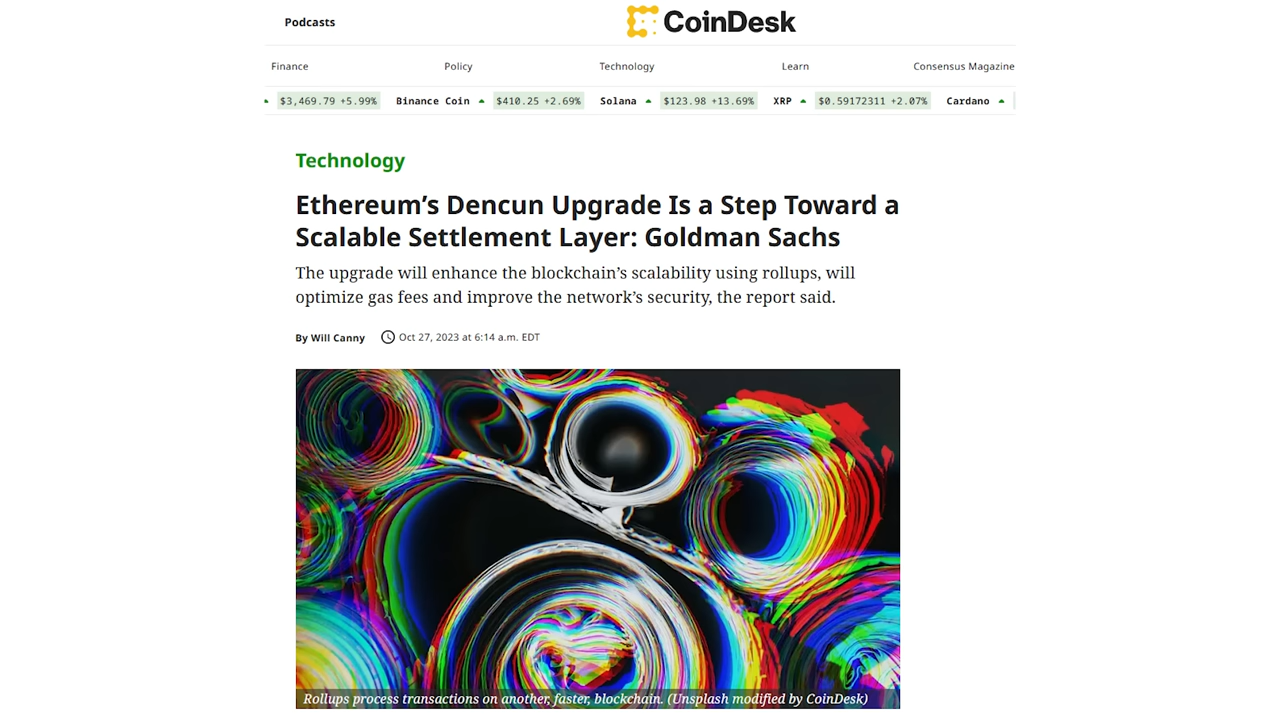 Podcasts
CoinDesk
Finance Policy Technology Learn Consensus Magazine
$3,469.79 +5.99% Binance Coin $410.25 +2.69% Solana $123.98 +13.69% XRP $0.59172311 +2.07% Cardano
Technology
Ethereum’s Dencun Upgrade Is a Step Toward a
Scalable Settlement Layer: Goldman Sachs
The upgrade will enhance the blockchain’s scalability using rollups, will
optimize gas fees and improve the network’s security, the report said.
By Will Canny Oct 27, 2023 at 6:14 a.m. EDT
Rollups process transactions on another, faster, blockchain. (Unsplash modified by CoinDesk)